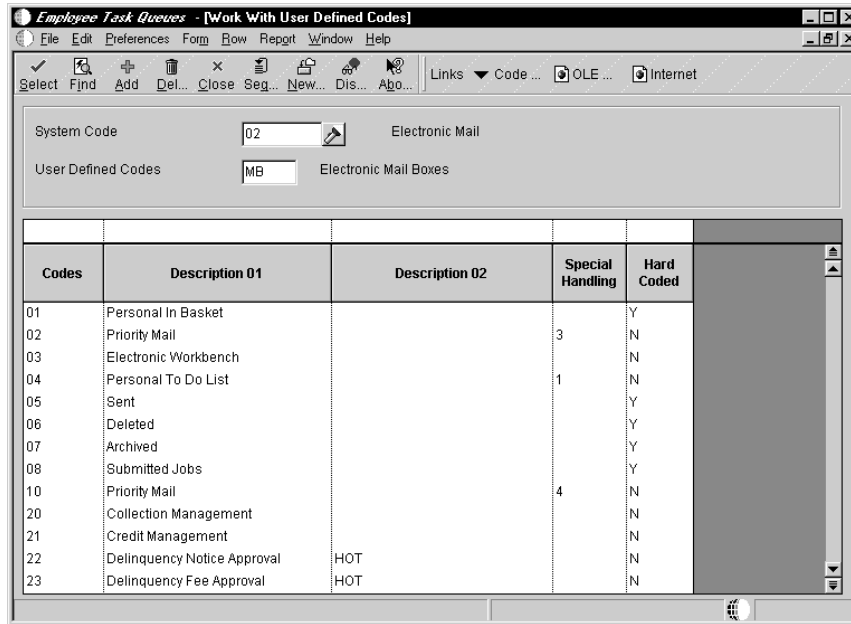 Employee Task Queues - [Work With User Defined Codes]
File Edit Preferences Form Row Report Window Help
Select Find Add Del... Close Seq... New... Dis... Abo... Links Code ... OLE ... Internet
System Code 02 Electronic Mail
User Defined Codes MB Electronic Mail Boxes
Codes Description 01 Description 02 Special Handling Hard Coded
01 Personal In Basket Y
02 Priority Mail 3 N
03 Electronic Workbench N
04 Personal To Do List 1 N
05 Sent Y
06 Deleted Y
07 Archived Y
08 Submitted Jobs Y
10 Priority Mail 4 N
20 Collection Management N
21 Credit Management N
22 Delinquency Notice Approval HOT N
23 Delinquency Fee Approval HOT N